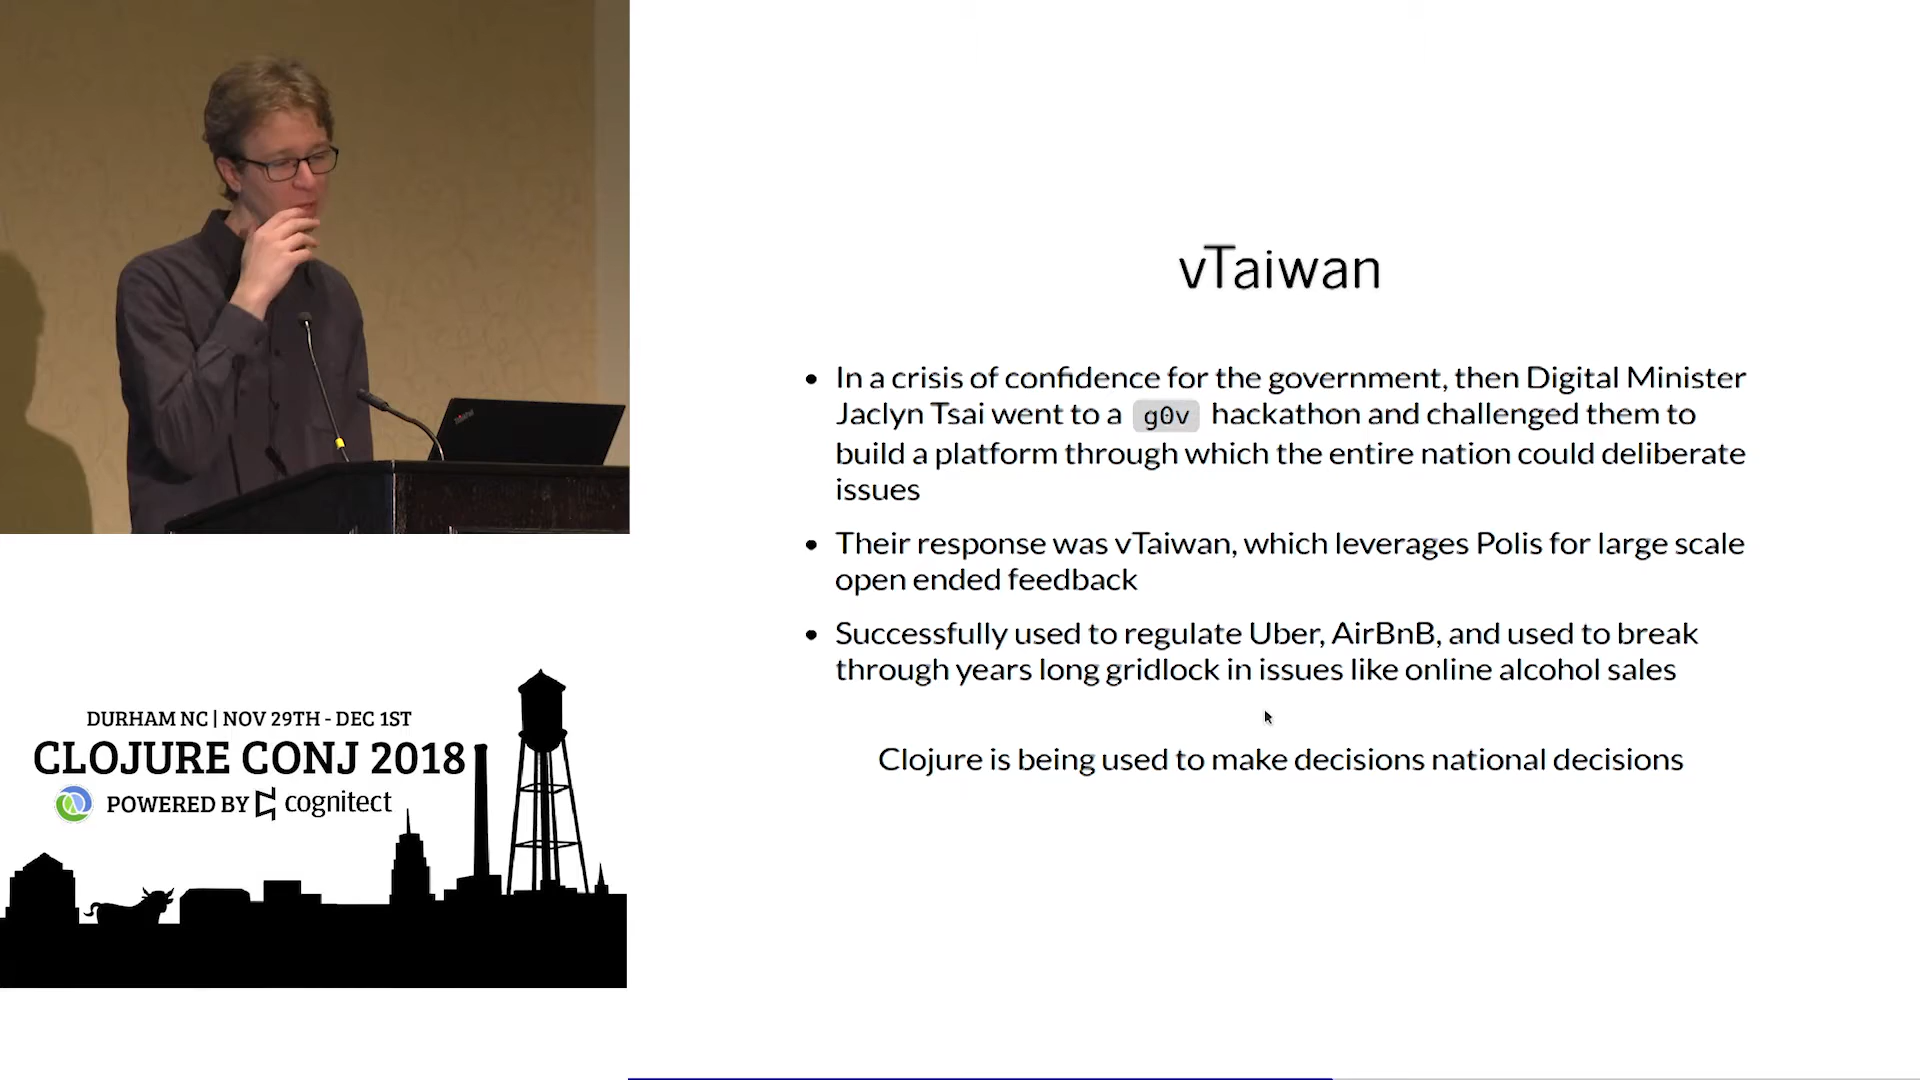 vTaiwan
• In a crisis of confidence for the government, then Digital Minister
Jaclyn Tsai went to a g0v hackathon and challenged them to
build a platform through which the entire nation could deliberate
issues
• Their response was vTaiwan, which leverages Polis for large scale
open ended feedback
• Successfully used to regulate Uber, AirBnB, and used to break
through years long gridlock in issues like online alcohol sales
Clojure is being used to make decisions national decisions
DURHAM NC | NOV 29TH - DEC 1ST
CLOJURE CONJ 2018
POWERED BY cognitect